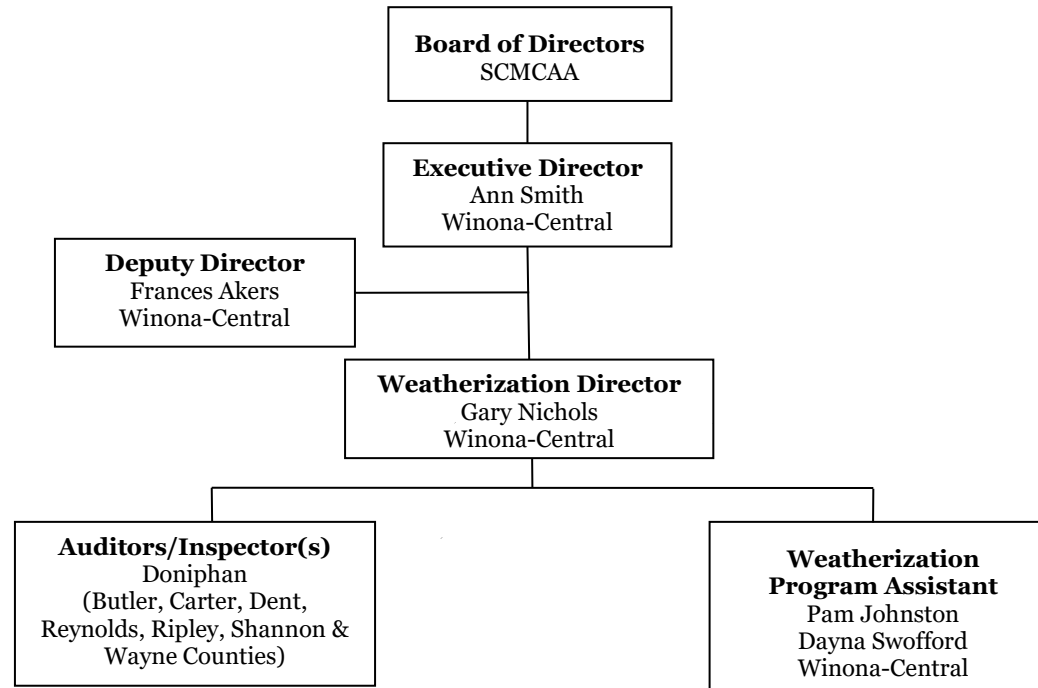 Board of Directors
SCMCAA
Executive Director
Ann Smith
Winona-Central
Deputy Director
Frances Akers
Winona-Central
Weatherization Director
Gary Nichols
Winona-Central
Auditors/Inspector(s)
Doniphan
(Butler, Carter, Dent,
Reynolds, Ripley, Shannon &
Wayne Counties)
Weatherization
Program Assistant
Pam Johnston
Dayna Swofford
Winona-Central